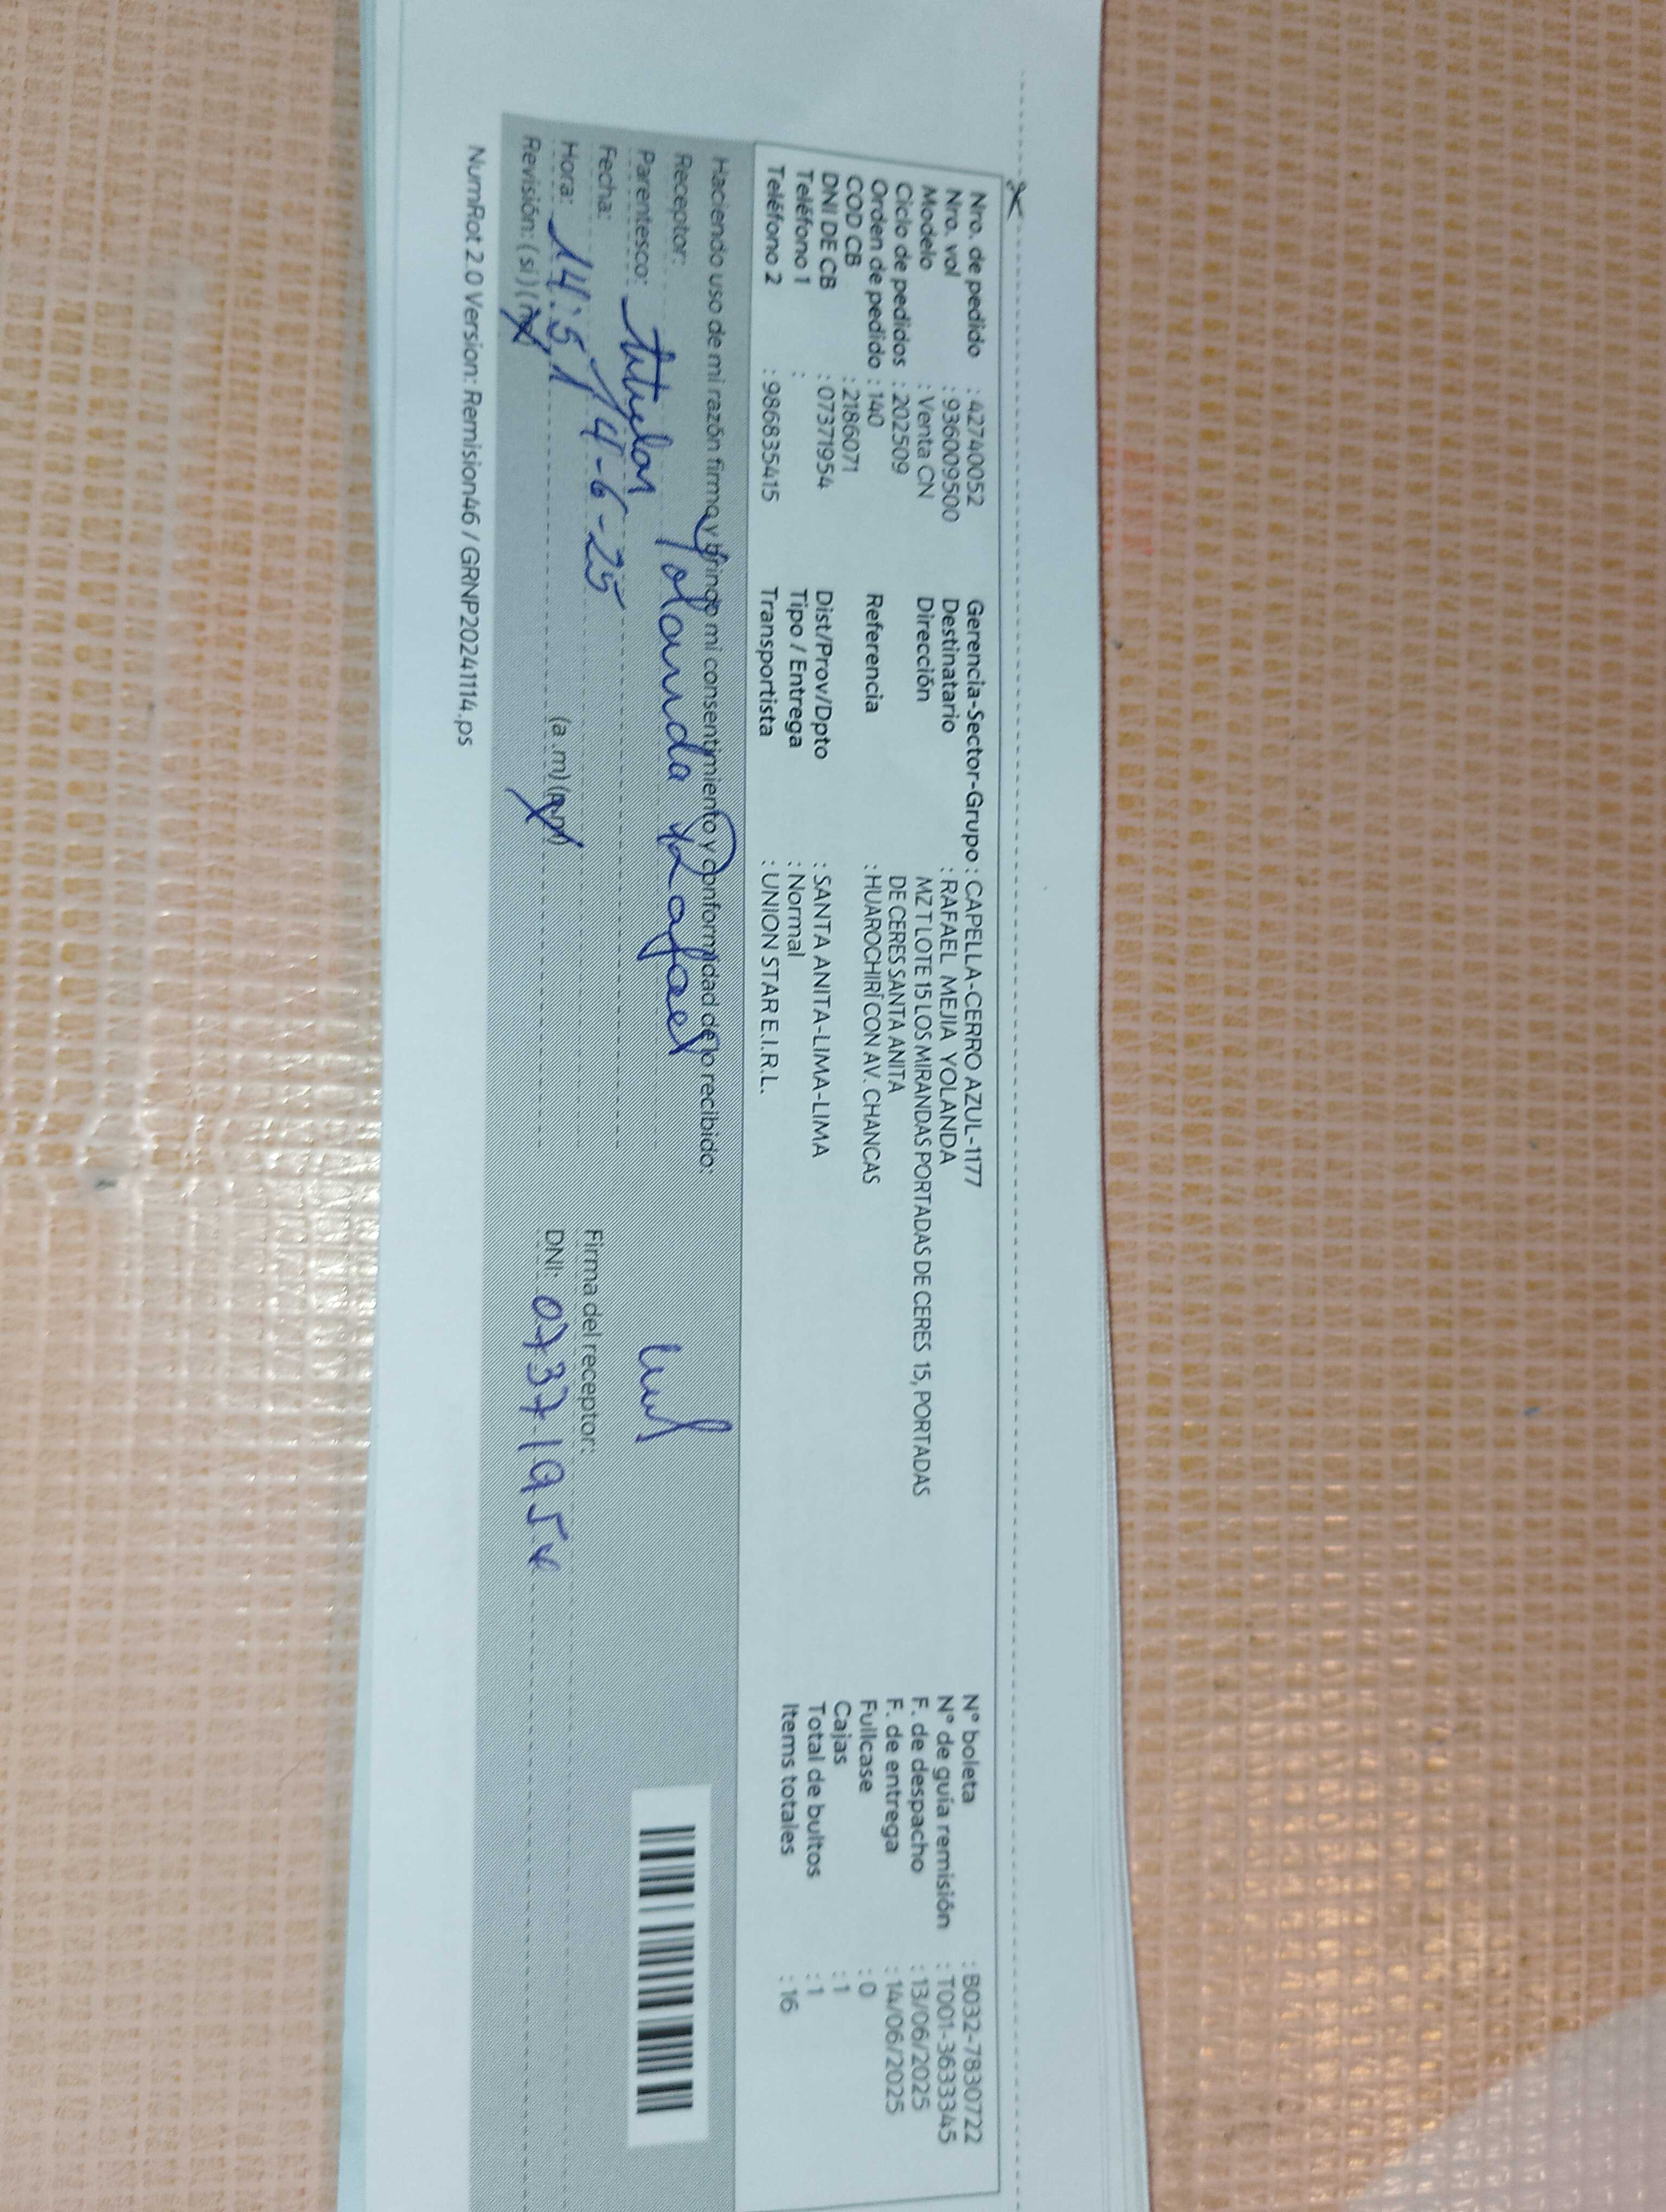 Nro. de pedido : 42740052
Nro. vol : 936009500
Modelo : Venta CN
Ciclo de pedidos : 202509
Orden de pedido : 140
COD CB : 2186071
DNI DE CB : 07371954
Teléfono 1 :
Teléfono 2 : 986835415
Gerencia-Sector-Grupo : CAPELLA-CERRO AZUL-1177
Destinatario : RAFAEL MEJIA YOLANDA
Dirección MZ T LOTE 15 LOS MIRANDAS PORTADAS DE CERES 15, PORTADAS
DE CERES SANTA ANITA
Referencia : HUAROCHIRÍ CON AV. CHANCAS
Dist/Prov/Dpto : SANTA ANITA-LIMA-LIMA
Tipo / Entrega : Normal
Transportista : UNION STAR E.I.R.L.
N° boleta : B032-7830722
N° de guía remisión : T001-3633345
F. de despacho : 13/06/2025
F. de entrega : 14/06/2025
Fullcase : 0
Cajas : 1
Total de bultos : 1
Items totales : 16
Haciendo uso de mi razón firma y brindo mi consentimiento y conformidad de lo recibido:
Receptor: Yolanda Rafael
Parentesco: titular
Fecha: 14-6-25
Hora: 14:51 (a.m) (p.m)
Revisión: (si) (no)
Firma del receptor:
DNI: 07371954
NumRot 2.0 Version: Remision46 / GRNP20241114.ps